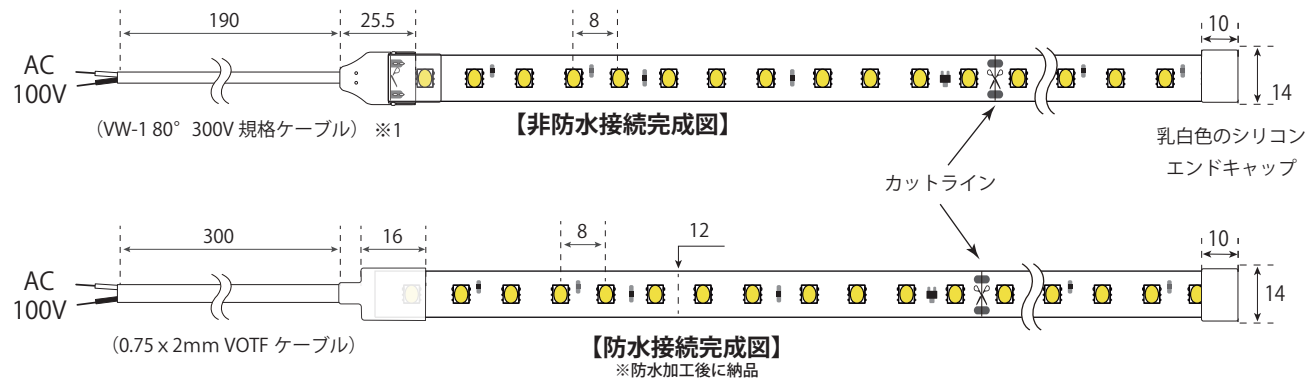 190
25.5
8
10
AC
100V
14
（VW-1 80° 300V 規格ケーブル） ※1
【非防水接続完成図】
乳白色のシリコン
エンドキャップ
カットライン
300
16
8
12
10
AC
100V
14
（0.75 x 2mm VOTF ケーブル）
【防水接続完成図】
※防水加工後に納品